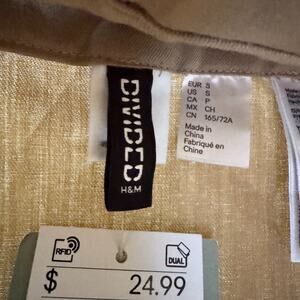 DIVIDED
H&M
EUR S
US S
CA P
MX CH
CN 165/72A
Made in
China
Fabriqué en
Chine
RFID
DUAL
$ 24.99